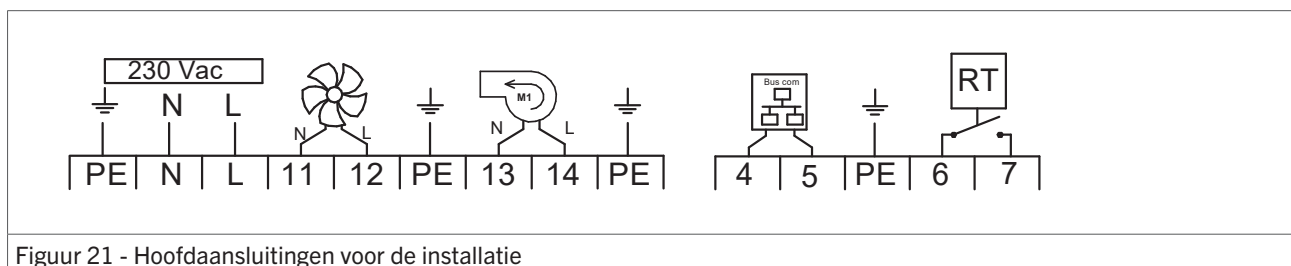 230 Vac
N L
N L
M1
N L
Bus com
RT
PE N L 11 12 PE 13 14 PE
4 5 PE 6 7
Figuur 21 - Hoofdaansluitingen voor de installatie